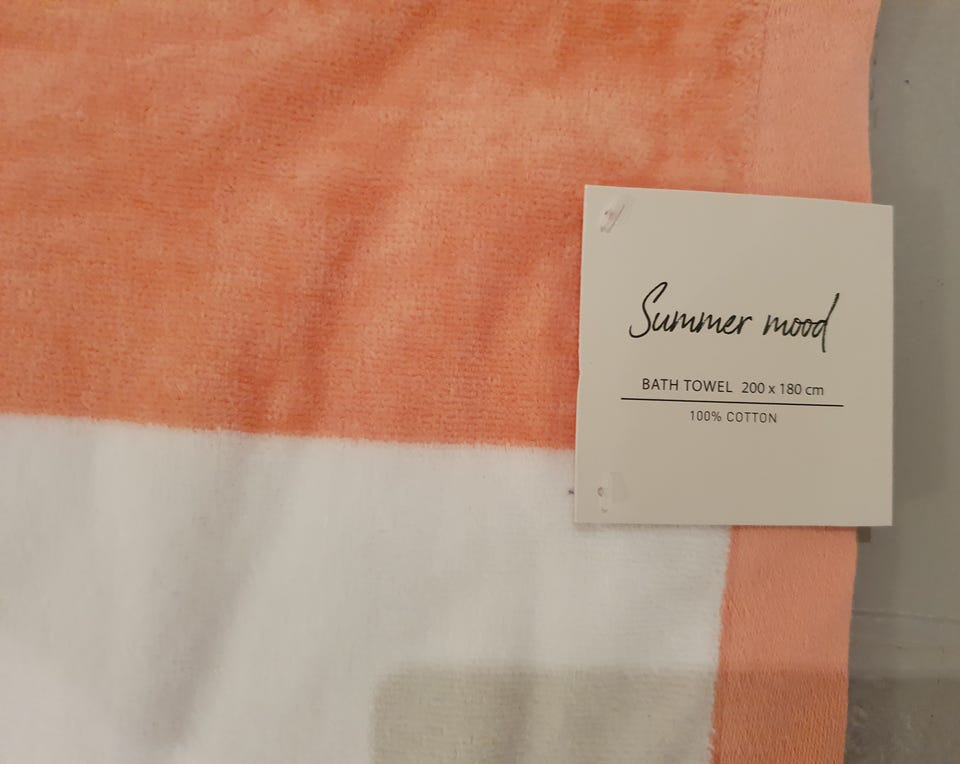 Summer mood
BATH TOWEL 200 x 180 cm
100% COTTON